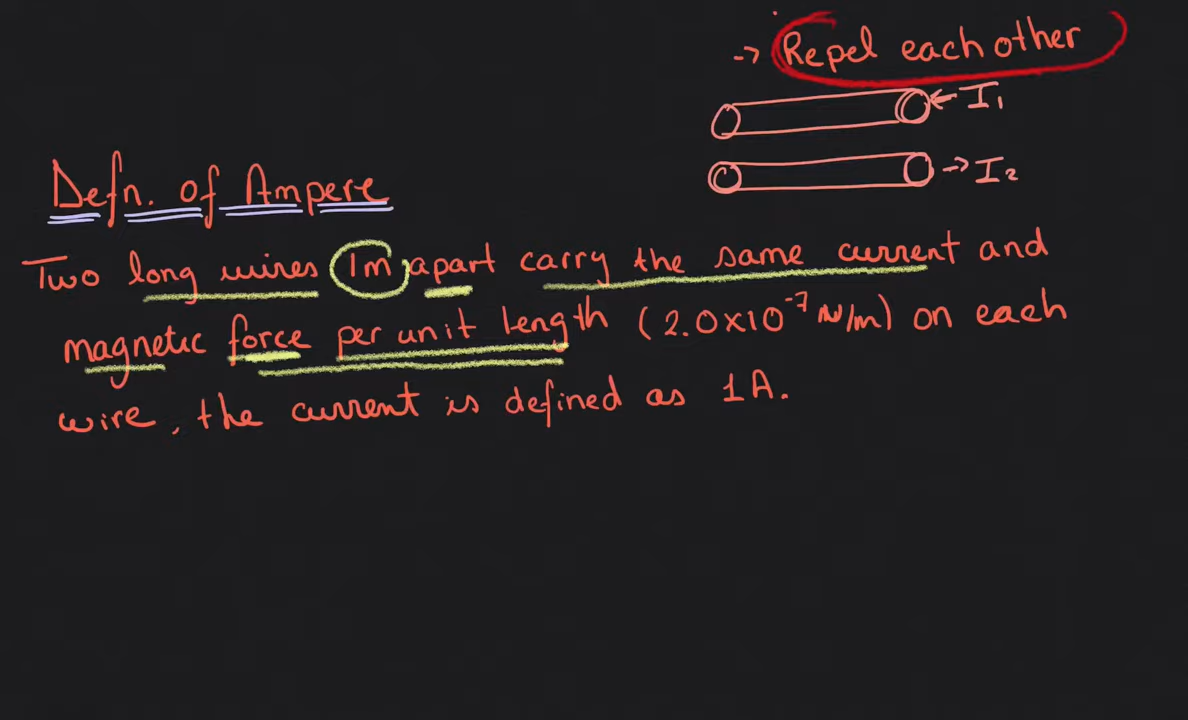 → Repel each other
← I₁
→ I₂
Defn. of Ampere
Two long wires 1m apart carry the same current and
magnetic force per unit length (2.0×10⁻⁷ N/m) on each
wire, the current is defined as 1A.